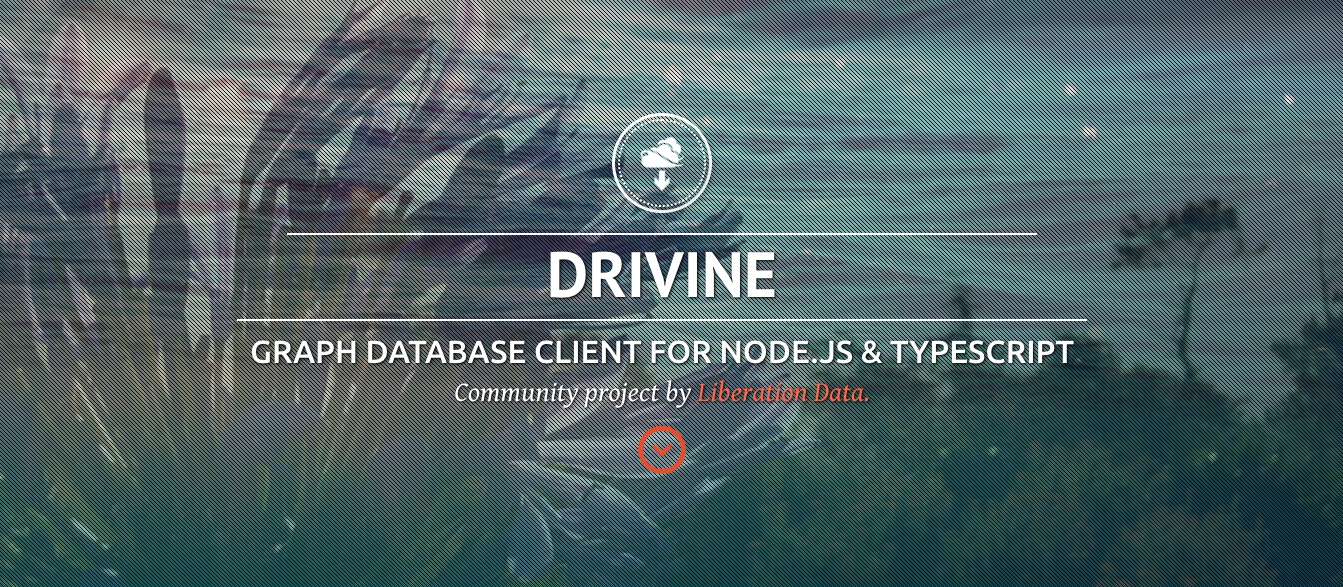 DRIVINE
GRAPH DATABASE CLIENT FOR NODE.JS & TYPESCRIPT
Community project by Liberation Data.